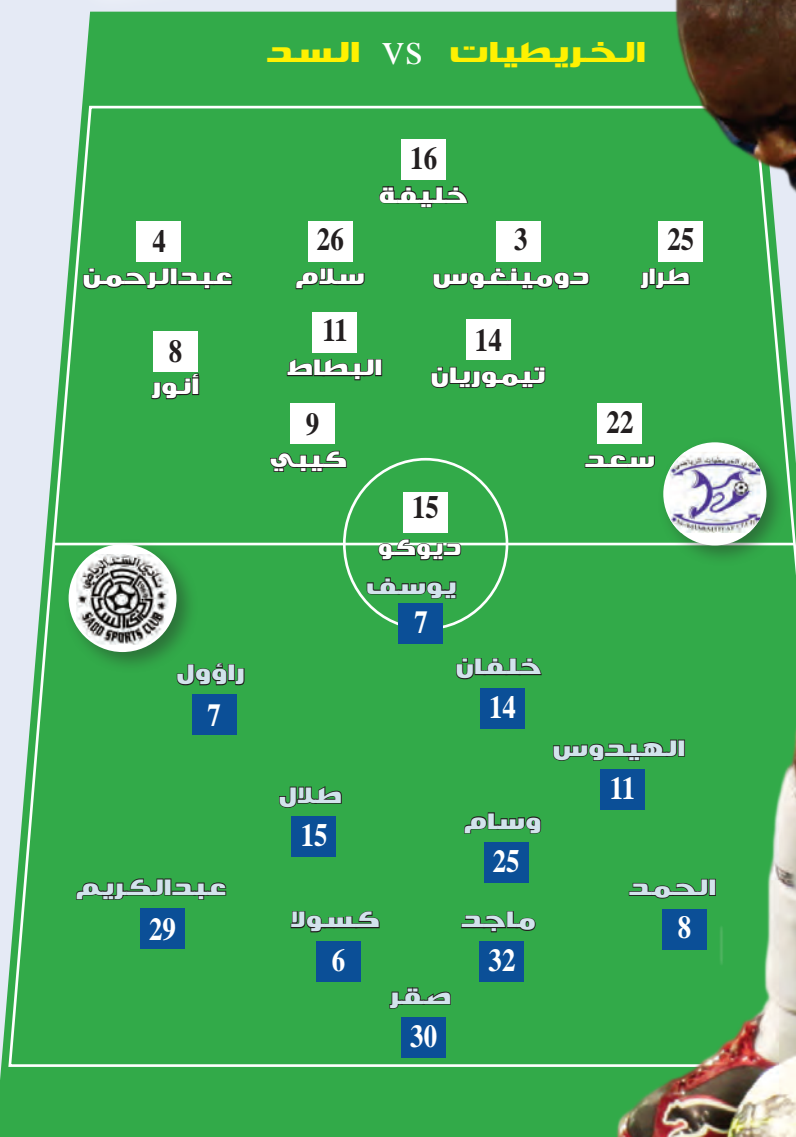 الخريطيات vs السد
16
خليفة
25 3 26 4
طرار دومينغوس سلام عبدالرحمن
14 11 8
تيموريان البطاط أنور
22 9
سعد كيبي
15
ديوكو
يوسف
7
خلفان راؤول
14 7
الهيدوس
11
طلال
15
وسام
25
الحمد عبدالكريم
8 29
ماجد كسولا
32 6
صقر
30
SADD SPORTS CLUB